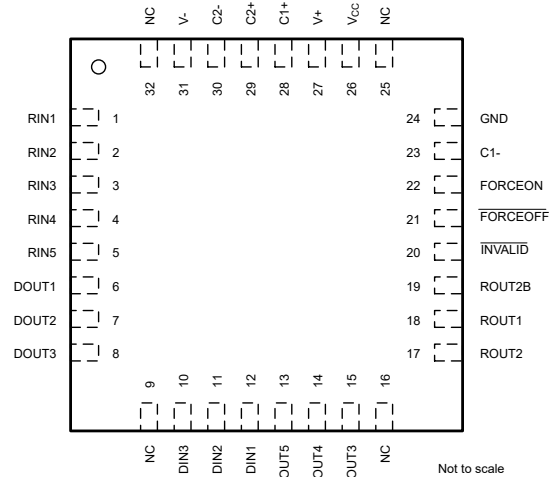 NC
V-
C2-
C2+
C1+
V+
VCC
NC
32
31
30
29
28
27
26
25
RIN1 1
RIN2 2
RIN3 3
RIN4 4
RIN5 5
DOUT1 6
DOUT2 7
DOUT3 8
24 GND
23 C1-
22 FORCEON
21 FORCEOFF
20 INVALID
19 ROUT2B
18 ROUT1
17 ROUT2
9
10
11
12
13
14
15
16
NC
DIN3
DIN2
DIN1
OUT5
OUT4
OUT3
NC
Not to scale